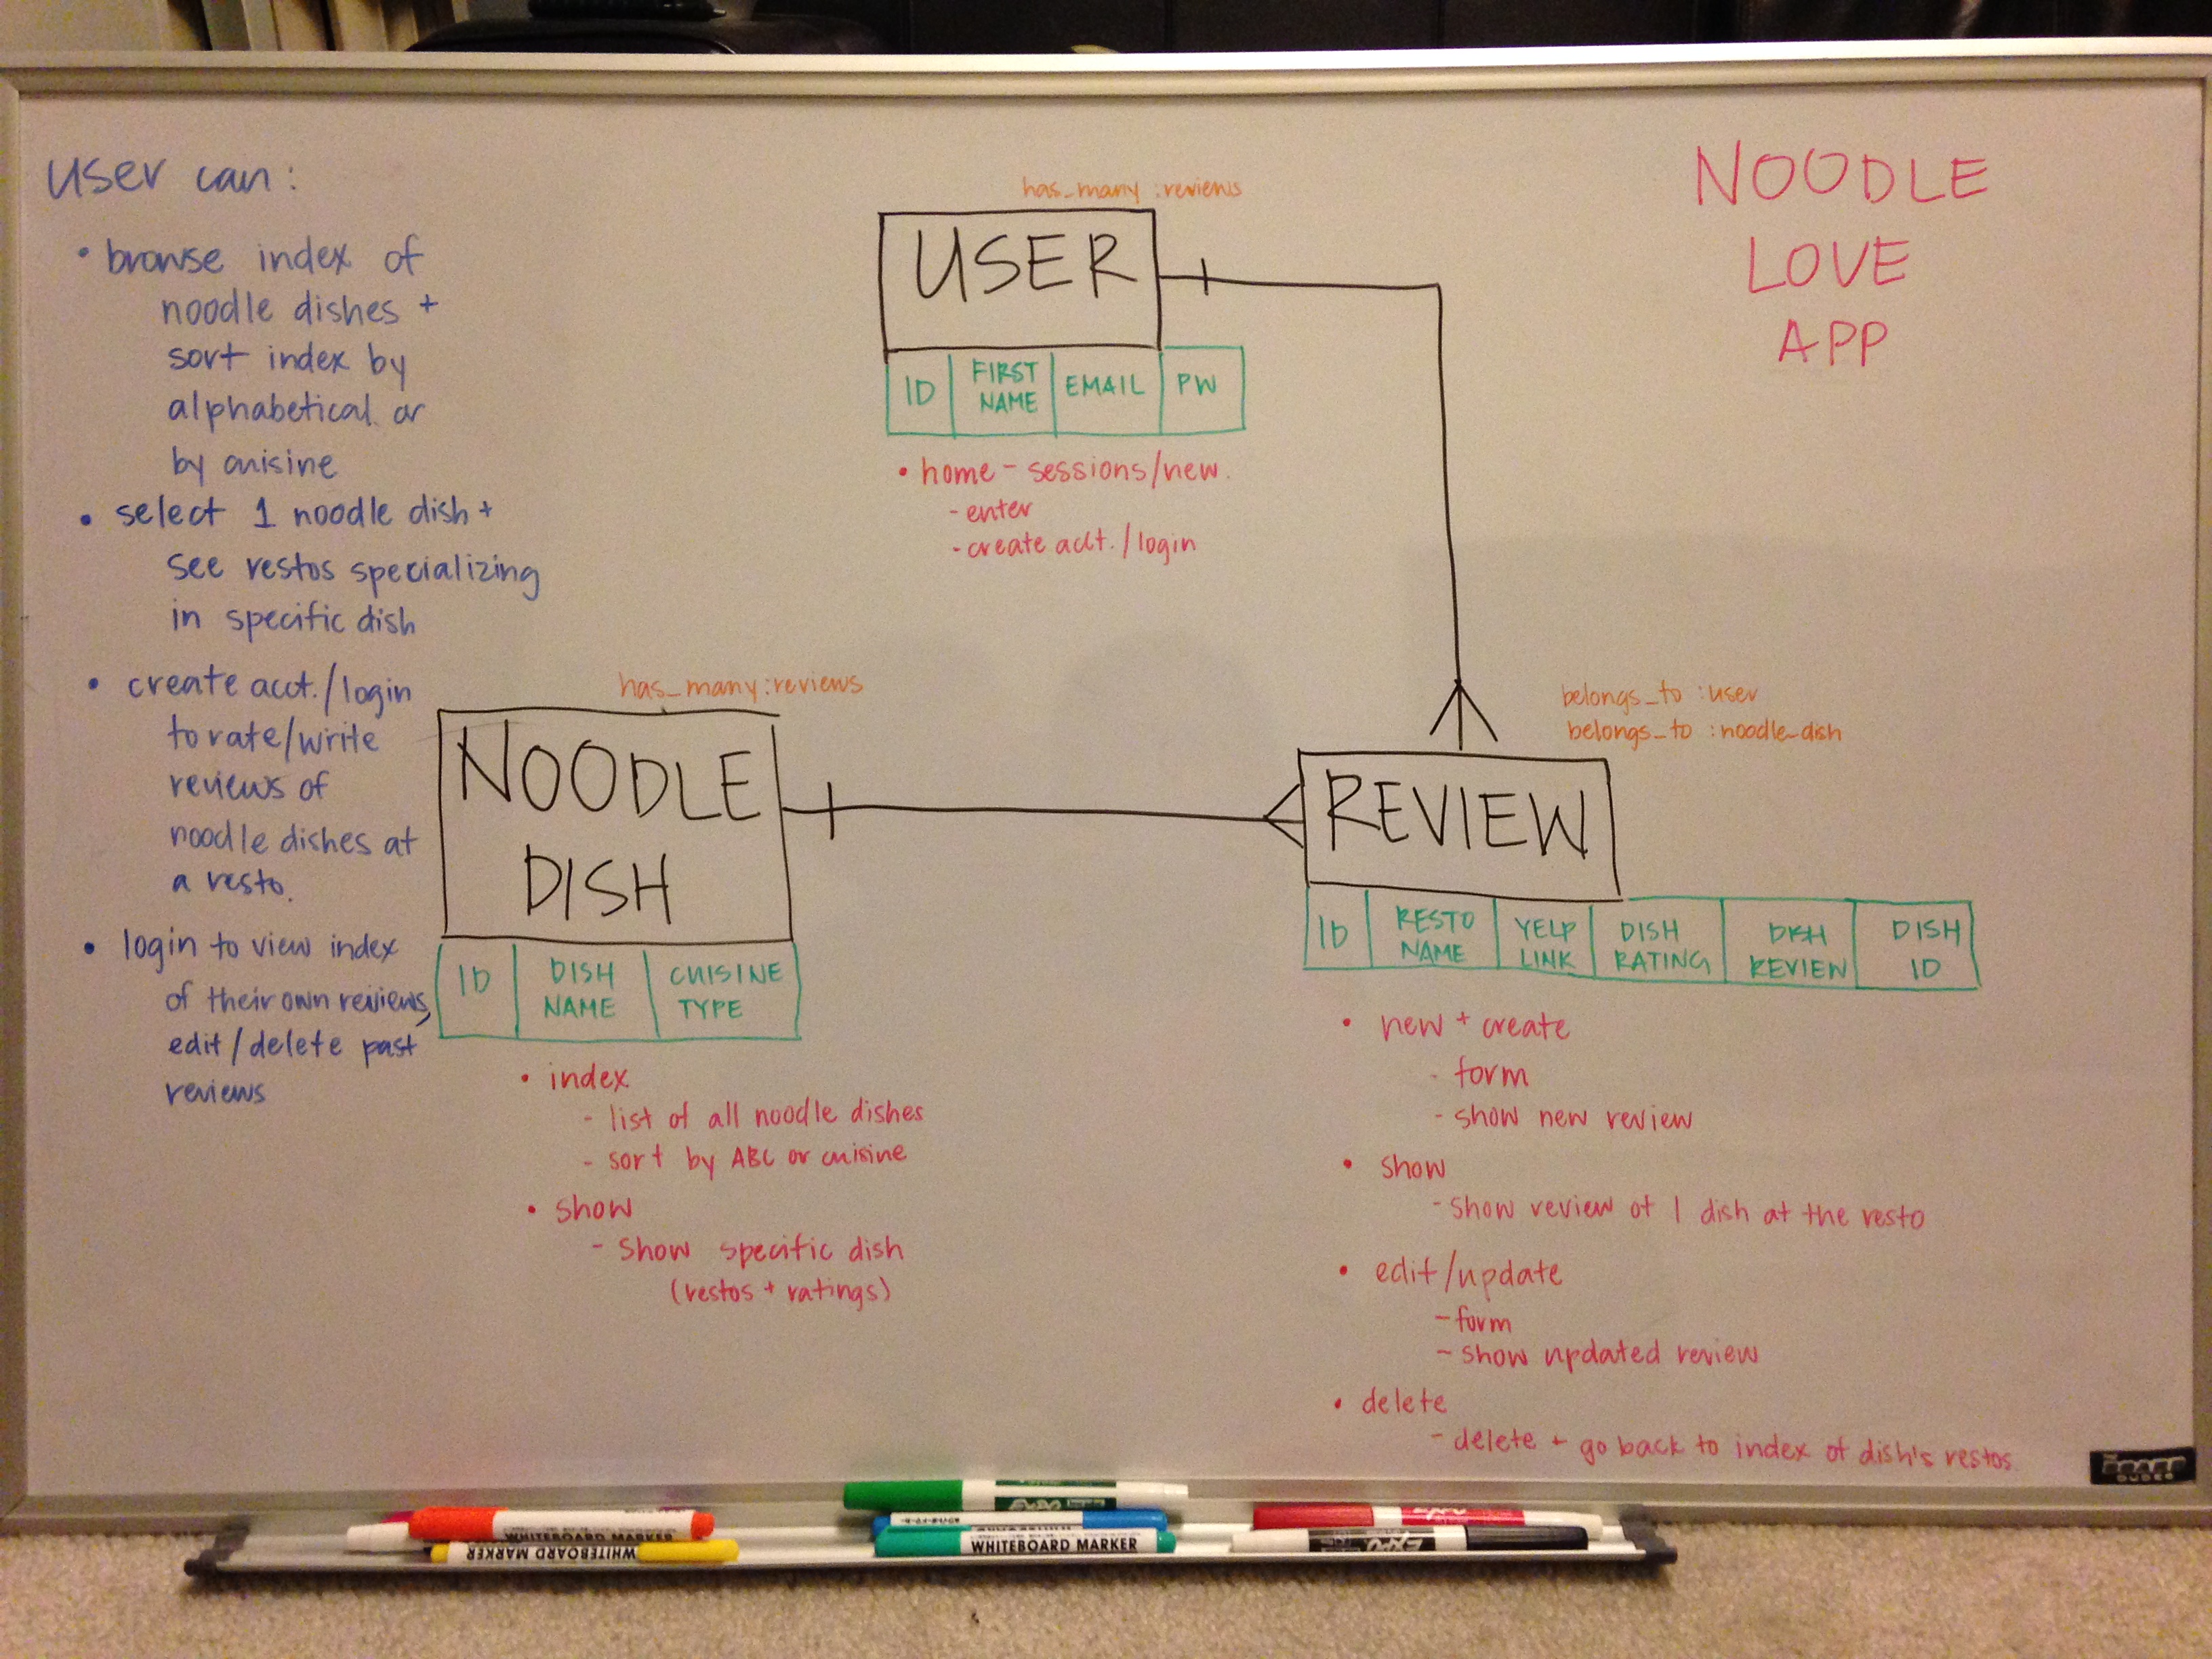 user can:
• browse index of
noodle dishes +
sort index by
alphabetical or
by cuisine
• select 1 noodle dish +
see restos specializing
in specific dish
• create acct./login
to rate/write
reviews of
noodle dishes at
a resto.
• login to view index
of their own reviews,
edit/delete past
reviews
NOODLE
LOVE
APP
has_many :reviews
USER
ID
FIRST
NAME
EMAIL
PW
• home - sessions/new.
- enter
- create acct./login
has_many:reviews
NOODLE
DISH
ID
DISH
NAME
CUISINE
TYPE
• index
- list of all noodle dishes
- sort by ABC or cuisine
• show
- show specific dish
(restos + ratings)
belongs_to :user
belongs_to :noodle_dish
REVIEW
ID
RESTO
NAME
YELP
LINK
DISH
RATING
DISH
REVIEW
DISH
ID
• new + create
- form
- show new review
• show
- show review of 1 dish at the resto
• edit/update
- form
- show updated review
• delete
- delete + go back to index of dish's restos.
THE
BOARD
DUDES
WHITEBOARD MARKER
WHITEBOARD MARKER
EXPO
WHITEBOARD MARKER
EXPO
EXPO